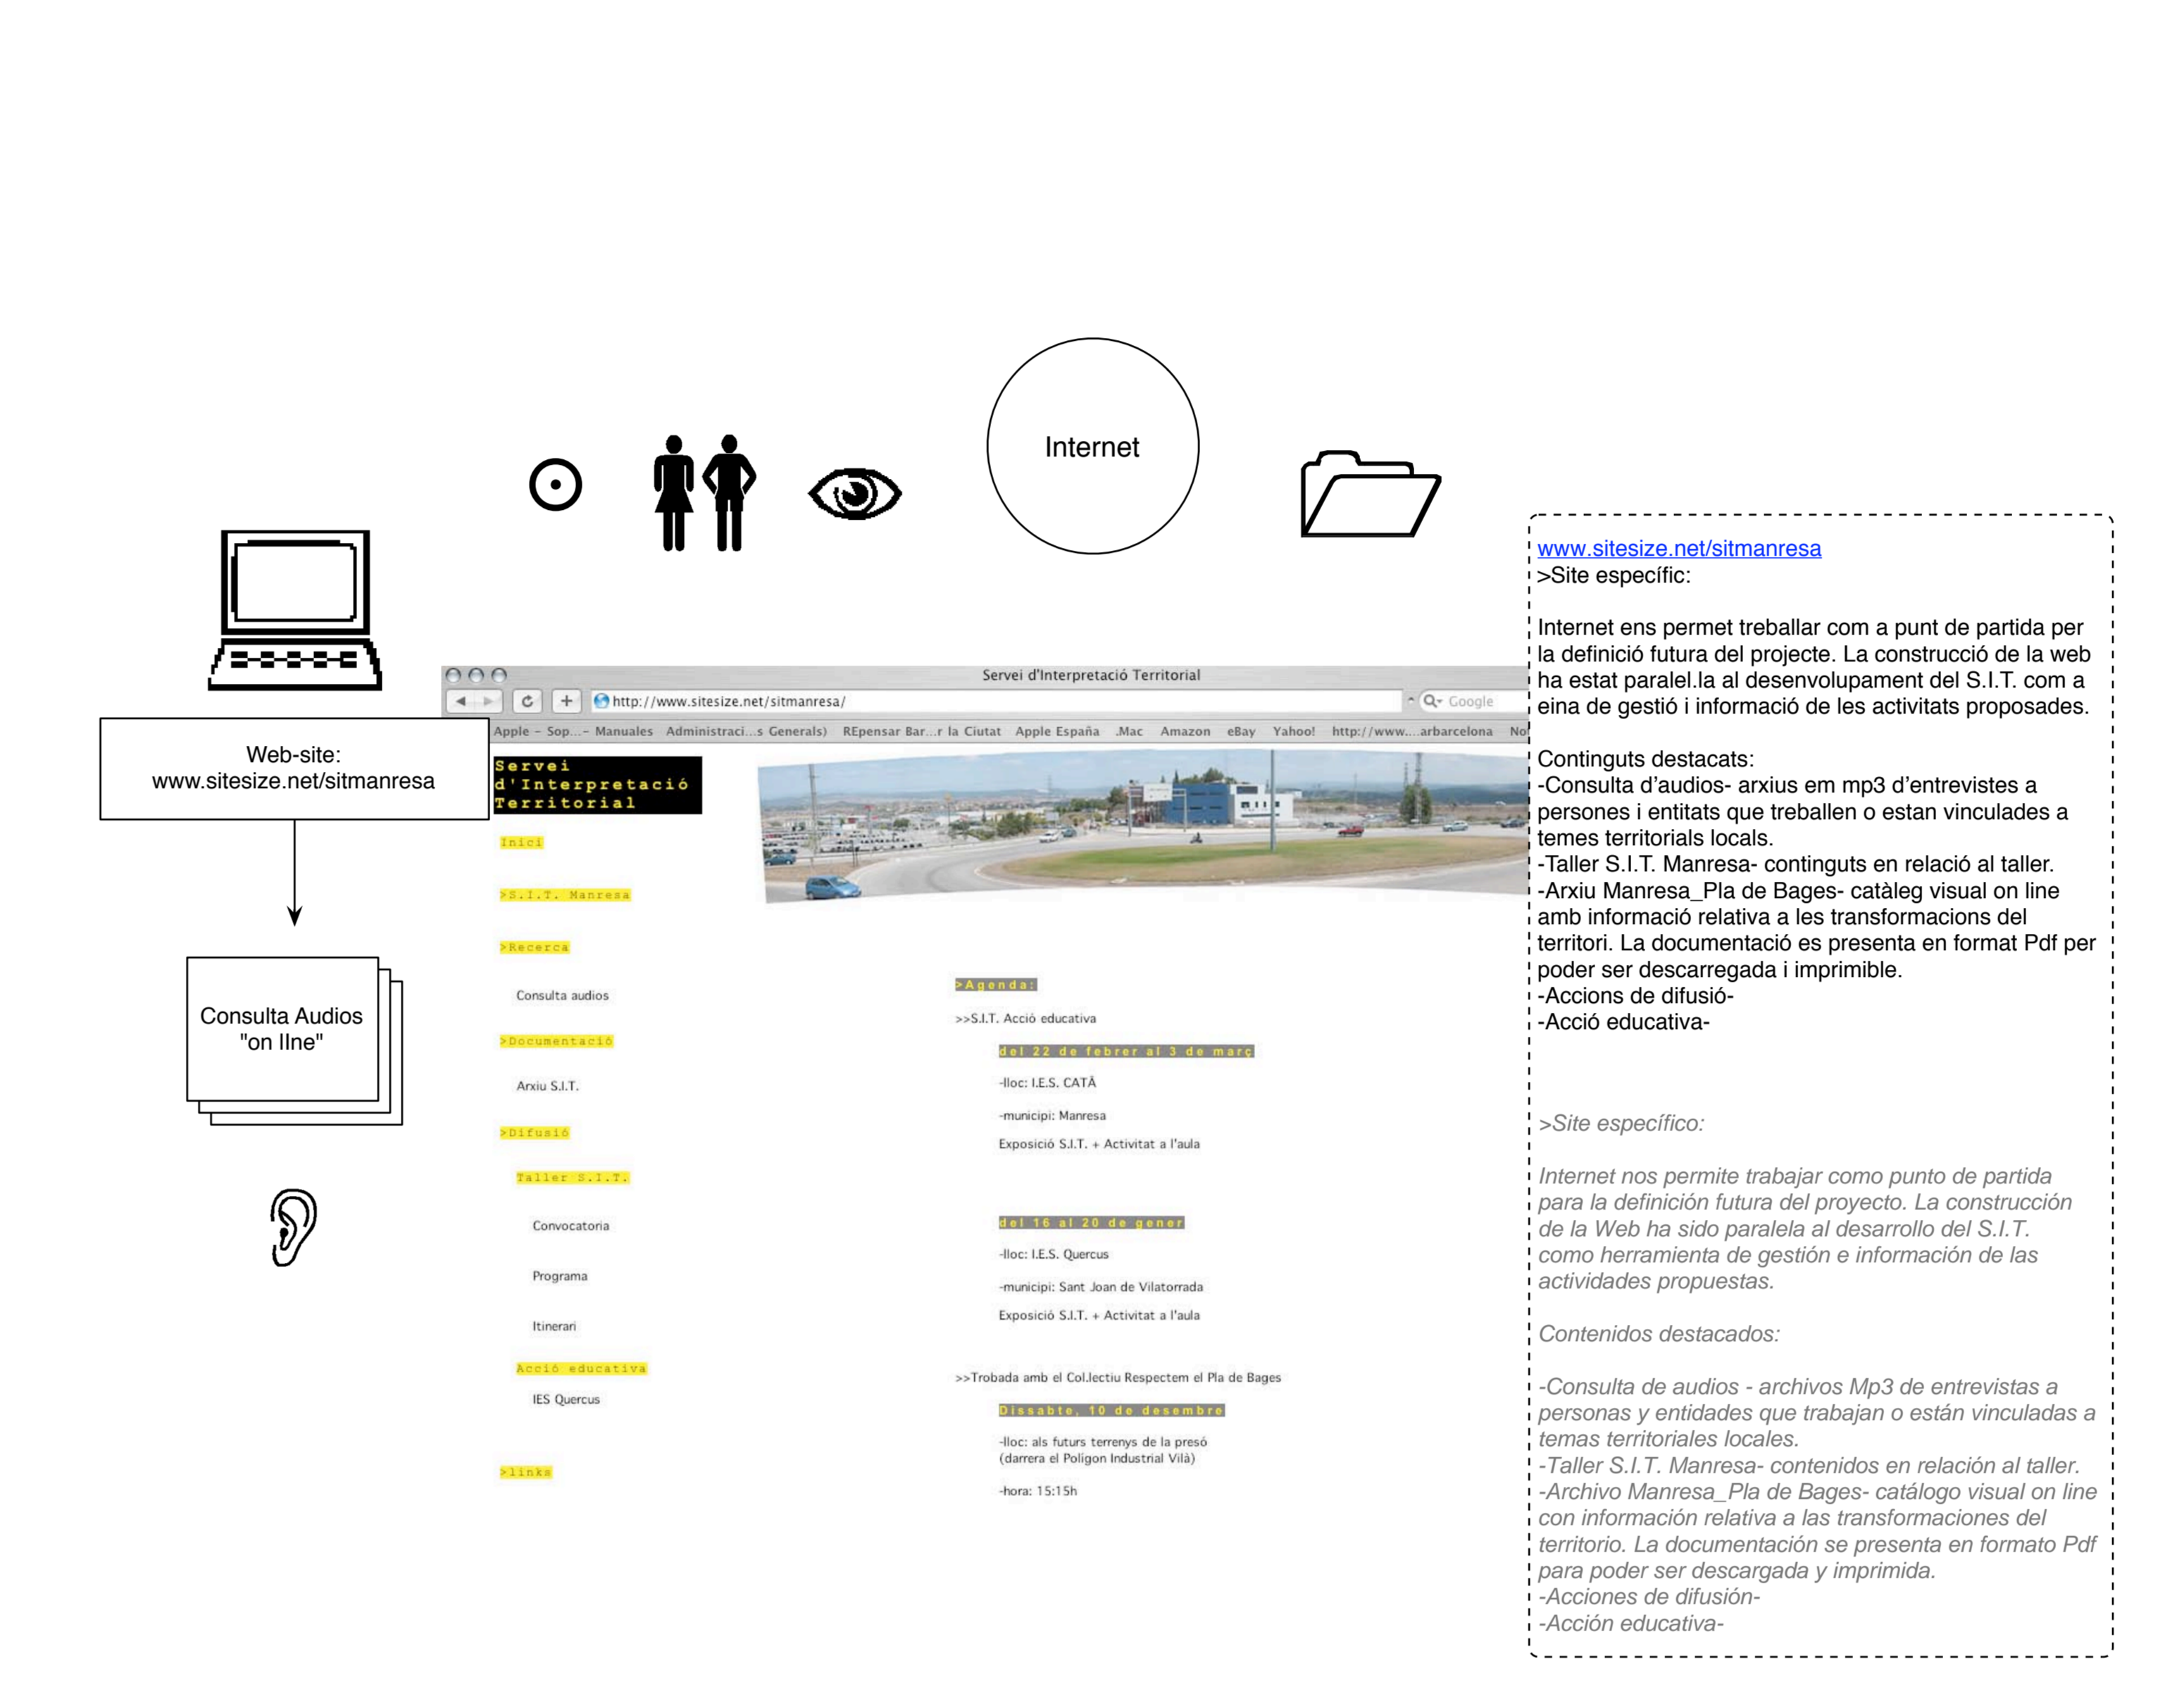 Internet
Web-site:
www.sitesize.net/sitmanresa
Consulta Audios
"on lIne"
Servei d'Interpretació Territorial
http://www.sitesize.net/sitmanresa/
Google
Apple - Sop...- Manuales Administraci...s Generals) REpensar Bar...r la Ciutat Apple España .Mac Amazon eBay Yahoo! http://www....arbarcelona
Servei
d'Interpretació
Territorial
Inici
>S.I.T. Manresa
>Recerca
Consulta audios
>Documentació
Arxiu S.I.T.
>Difusió
Taller S.I.T.
Convocatoria
Programa
Itinerari
Acció educativa
IES Quercus
>links
>Agenda:
>>S.I.T. Acció educativa
del 22 de febrer al 3 de març
-lloc: I.E.S. CATÀ
-municipi: Manresa
Exposició S.I.T. + Activitat a l'aula
del 16 al 20 de gener
-lloc: I.E.S. Quercus
-municipi: Sant Joan de Vilatorrada
Exposició S.I.T. + Activitat a l'aula
>>Trobada amb el Col.lectiu Respectem el Pla de Bages
Dissabte, 10 de desembre
-lloc: als futurs terrenys de la presó
(darrera el Polígon Industrial Vilà)
-hora: 15:15h
www.sitesize.net/sitmanresa
>Site específic:
Internet ens permet treballar com a punt de partida per
la definició futura del projecte. La construcció de la web
ha estat paralel.la al desenvolupament del S.I.T. com a
eina de gestió i informació de les activitats proposades.
Continguts destacats:
-Consulta d'audios- arxius em mp3 d'entrevistes a
persones i entitats que treballen o estan vinculades a
temes territorials locals.
-Taller S.I.T. Manresa- continguts en relació al taller.
-Arxiu Manresa_Pla de Bages- catàleg visual on line
amb informació relativa a les transformacions del
territori. La documentació es presenta en format Pdf per
poder ser descarregada i imprimible.
-Accions de difusió-
-Acció educativa-
>Site específico:
Internet nos permite trabajar como punto de partida
para la definición futura del proyecto. La construcción
de la Web ha sido paralela al desarrollo del S.I.T.
como herramienta de gestión e información de las
actividades propuestas.
Contenidos destacados:
-Consulta de audios - archivos Mp3 de entrevistas a
personas y entidades que trabajan o están vinculadas a
temas territoriales locales.
-Taller S.I.T. Manresa- contenidos en relación al taller.
-Archivo Manresa_Pla de Bages- catálogo visual on line
con información relativa a las transformaciones del
territorio. La documentación se presenta en formato Pdf
para poder ser descargada y imprimida.
-Acciones de difusión-
-Acción educativa-